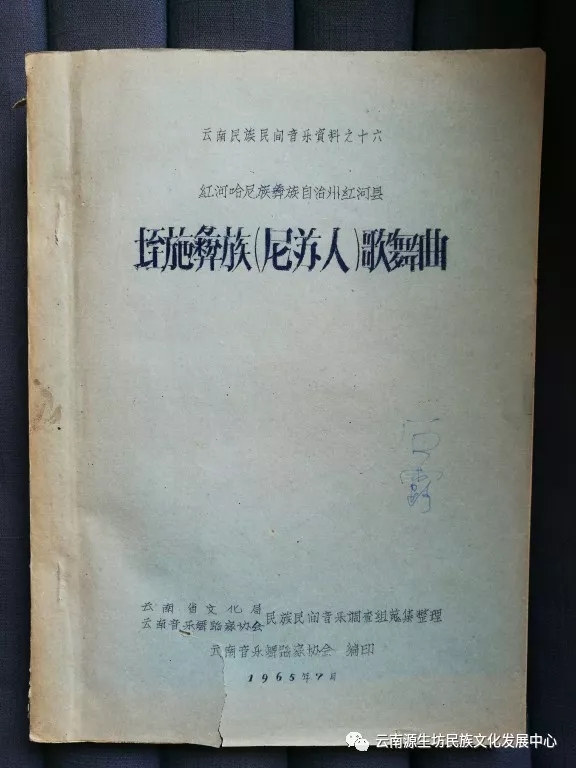 云南民族民间音乐資料之十六
紅河哈尼族彝族自治州紅河县
垤施彝族(尼苏人)歌舞曲
云南省文化局
云南音乐舞蹈家协会 民族民间音乐調查組蒐集整理
云南音乐舞蹈家协会 編印
1965年7月
云南源生坊民族文化发展中心